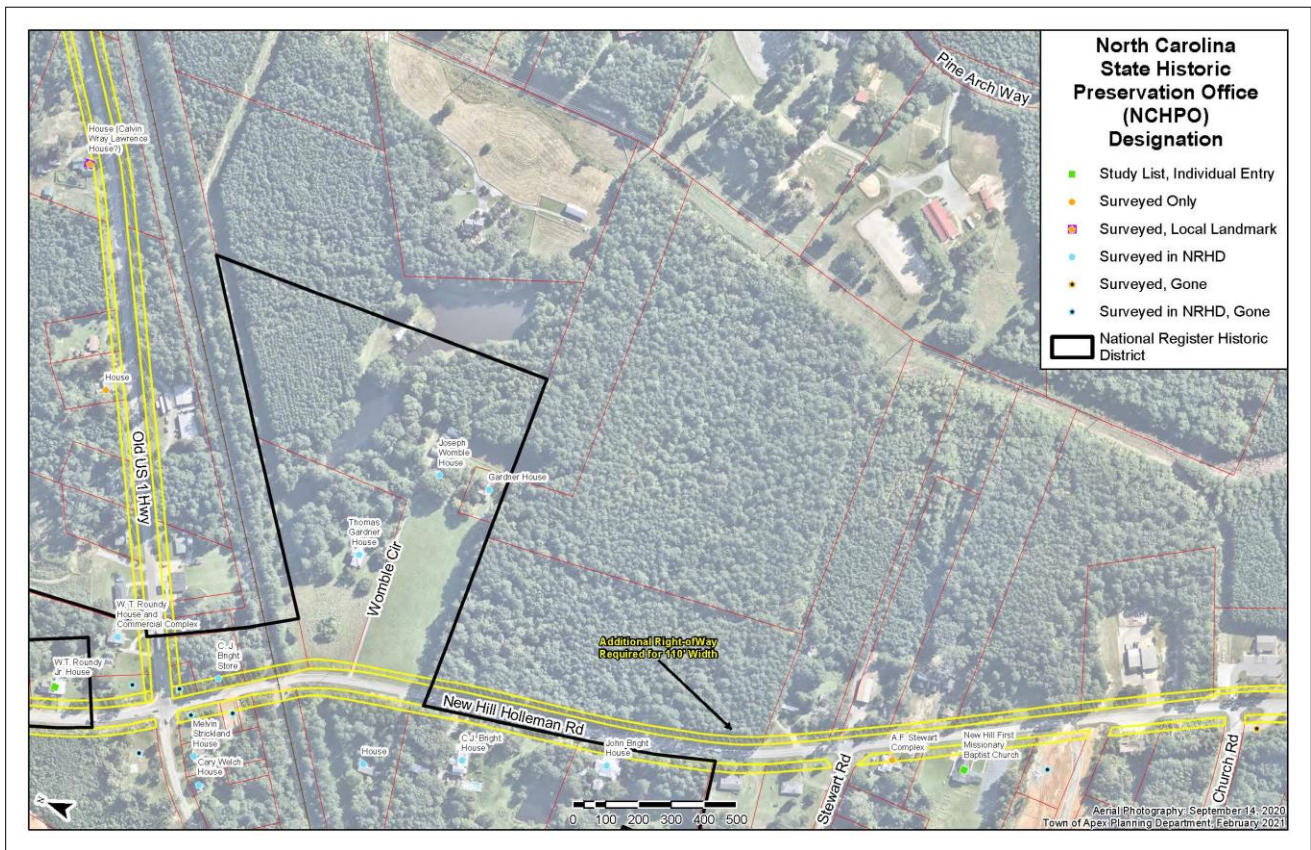 North Carolina
State Historic
Preservation Office
(NCHPO)
Designation
Study List, Individual Entry
Surveyed Only
Surveyed, Local Landmark
Surveyed in NRHD
Surveyed, Gone
Surveyed in NRHD, Gone
National Register Historic
District
Pine Arch Way
House (Calvin
Wray Lawrence
House?)
House
Old US 1 Hwy
Joseph
Womble
House
Gardner House
Thomas
Gardner
House
Womble Cir
W. T. Roundy
House and
Commercial Complex
W.T. Roundy
Jr. House
C. J.
Bright
Store
Additional Right-ofWay
Required for 110' Width
New Hill Holleman Rd
Melvin
Strickland
House
Cary Welch
House
House
C.J. Bright
House
John Bright
House
A.F. Stewart
Complex
New Hill First
Missionary
Baptist Church
Stewart Rd
Church Rd
N
0 100 200 300 400 500
Aerial Photography: September 14, 2020
Town of Apex Planning Department, February 2021